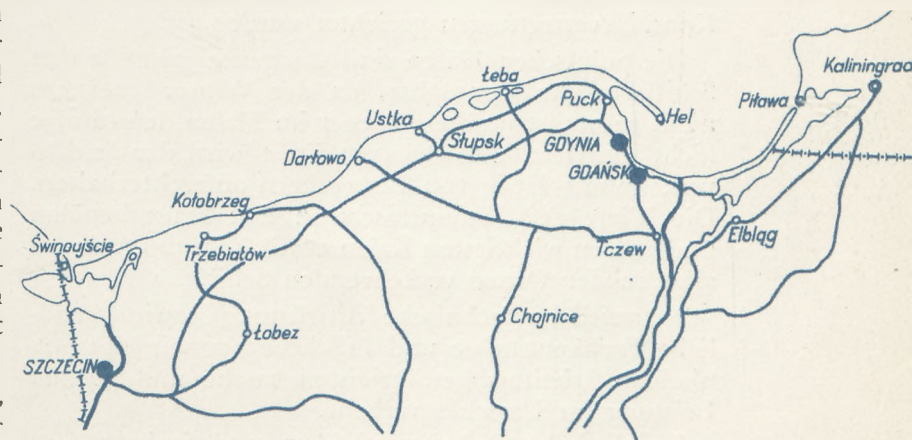 Kaliningrad
Łeba
Puck
Piława
Hel
Ustka
Słupsk
GDYNIA
Darłowo
GDAŃSK
Kołobrzeg
Elbląg
Świnoujście
Trzebiatów
Tczew
Chojnice
Łobez
SZCZECIN